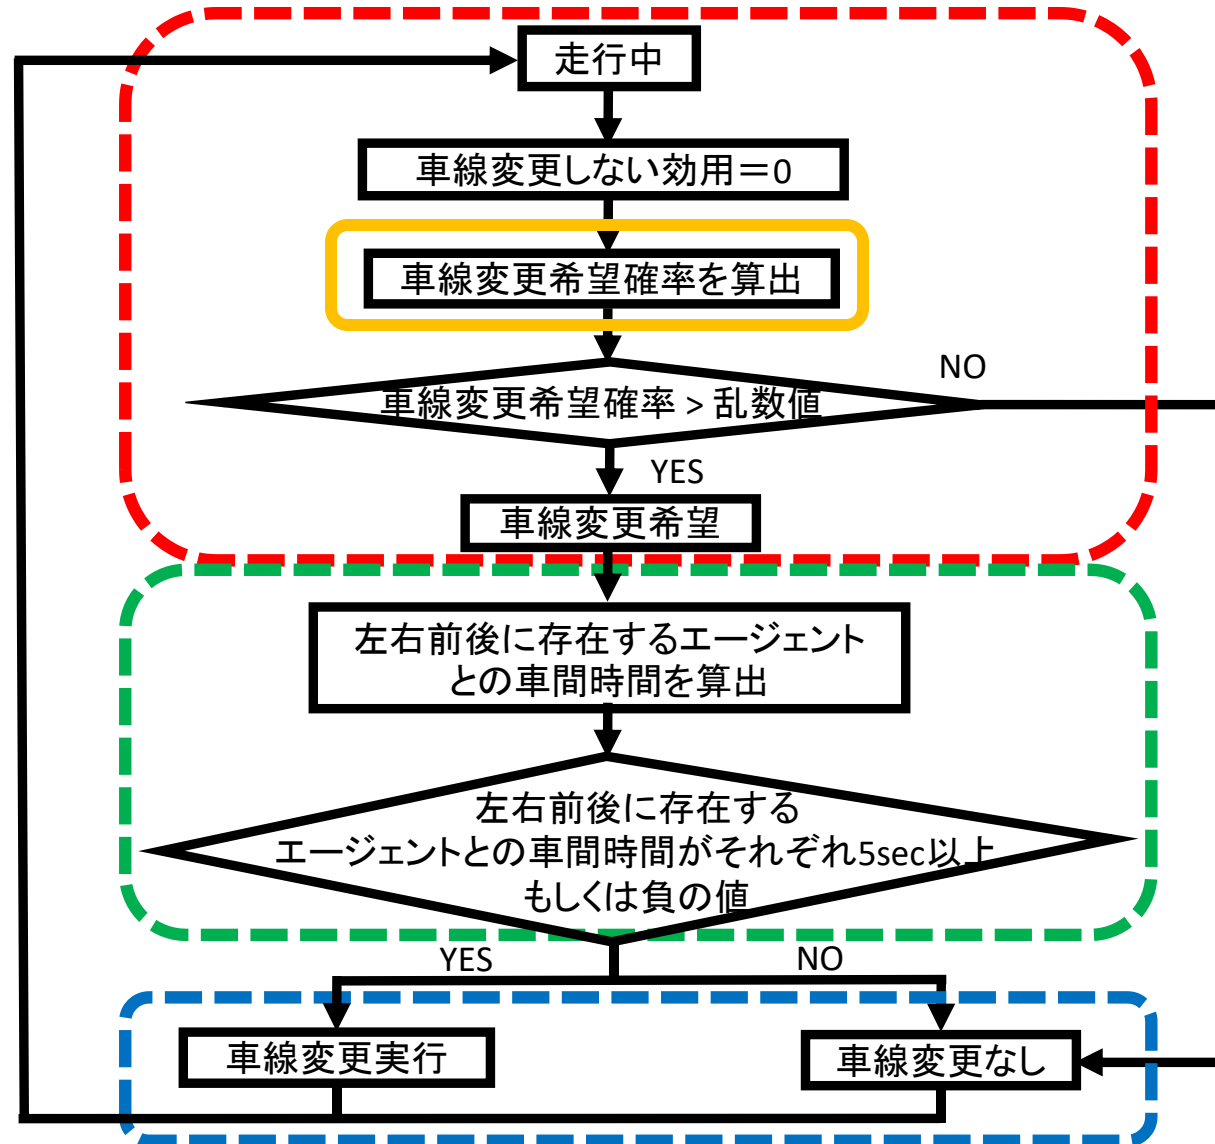 走行中
車線変更しない効用＝0
車線変更希望確率を算出
車線変更希望確率 > 乱数値
NO
YES
車線変更希望
左右前後に存在するエージェント
との車間時間を算出
左右前後に存在する
エージェントとの車間時間がそれぞれ5sec以上
もしくは負の値
YES
NO
車線変更実行
車線変更なし